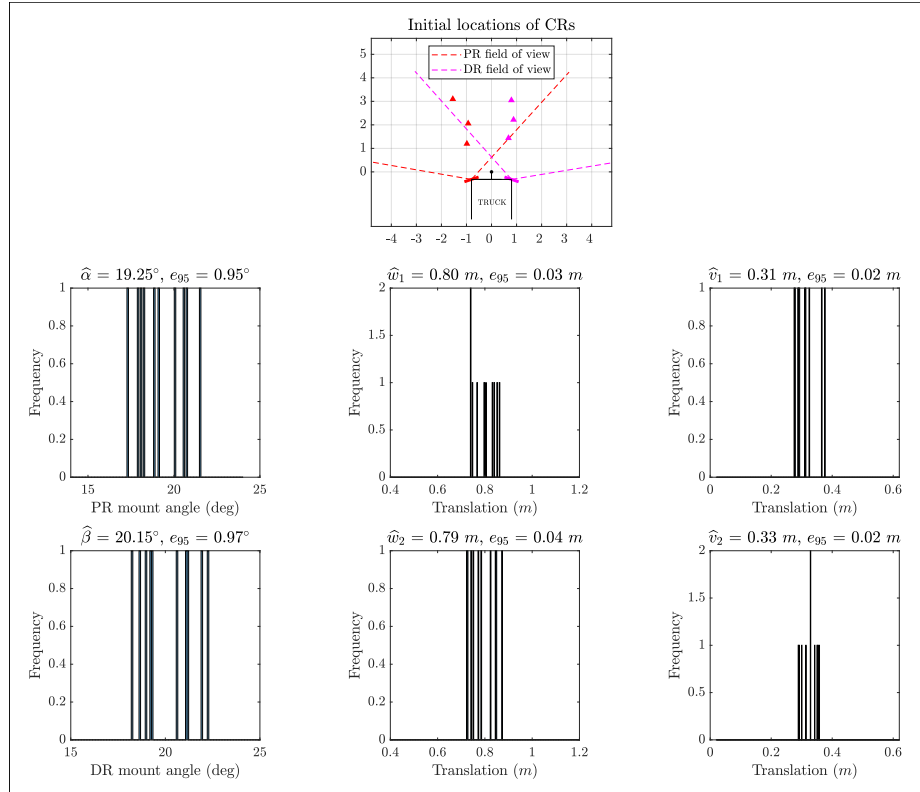 Initial locations of CRs
PR field of view
DR field of view
5
4
3
2
1
0
TRUCK
-4 -3 -2 -1 0 1 2 3 4
α̂ = 19.25°, e₉₅ = 0.95°
1
0.8
0.6
0.4
0.2
0
Frequency
15 20 25
PR mount angle (deg)
ŵ₁ = 0.80 m, e₉₅ = 0.03 m
2
1.5
1
0.5
0
Frequency
0.4 0.6 0.8 1 1.2
Translation (m)
v̂₁ = 0.31 m, e₉₅ = 0.02 m
1
0.8
0.6
0.4
0.2
0
Frequency
0 0.2 0.4 0.6
Translation (m)
β̂ = 20.15°, e₉₅ = 0.97°
1
0.8
0.6
0.4
0.2
0
Frequency
15 20 25
DR mount angle (deg)
ŵ₂ = 0.79 m, e₉₅ = 0.04 m
1
0.8
0.6
0.4
0.2
0
Frequency
0.4 0.6 0.8 1 1.2
Translation (m)
v̂₂ = 0.33 m, e₉₅ = 0.02 m
2
1.5
1
0.5
0
Frequency
0 0.2 0.4 0.6
Translation (m)